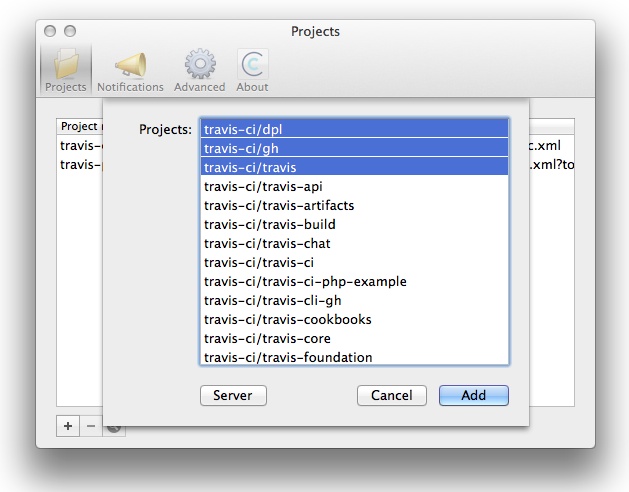 Projects
Projects Notifications Advanced About
Projects:
Project
travis-ci/dpl
travis-ci/gh
travis-ci/travis
travis-ci/travis-api
travis-ci/travis-artifacts
travis-ci/travis-build
travis-ci/travis-chat
travis-ci/travis-ci
travis-ci/travis-ci-php-example
travis-ci/travis-cli-gh
travis-ci/travis-cookbooks
travis-ci/travis-core
travis-ci/travis-foundation
travis-
c.xml
travis-
.xml?to
Server Cancel Add